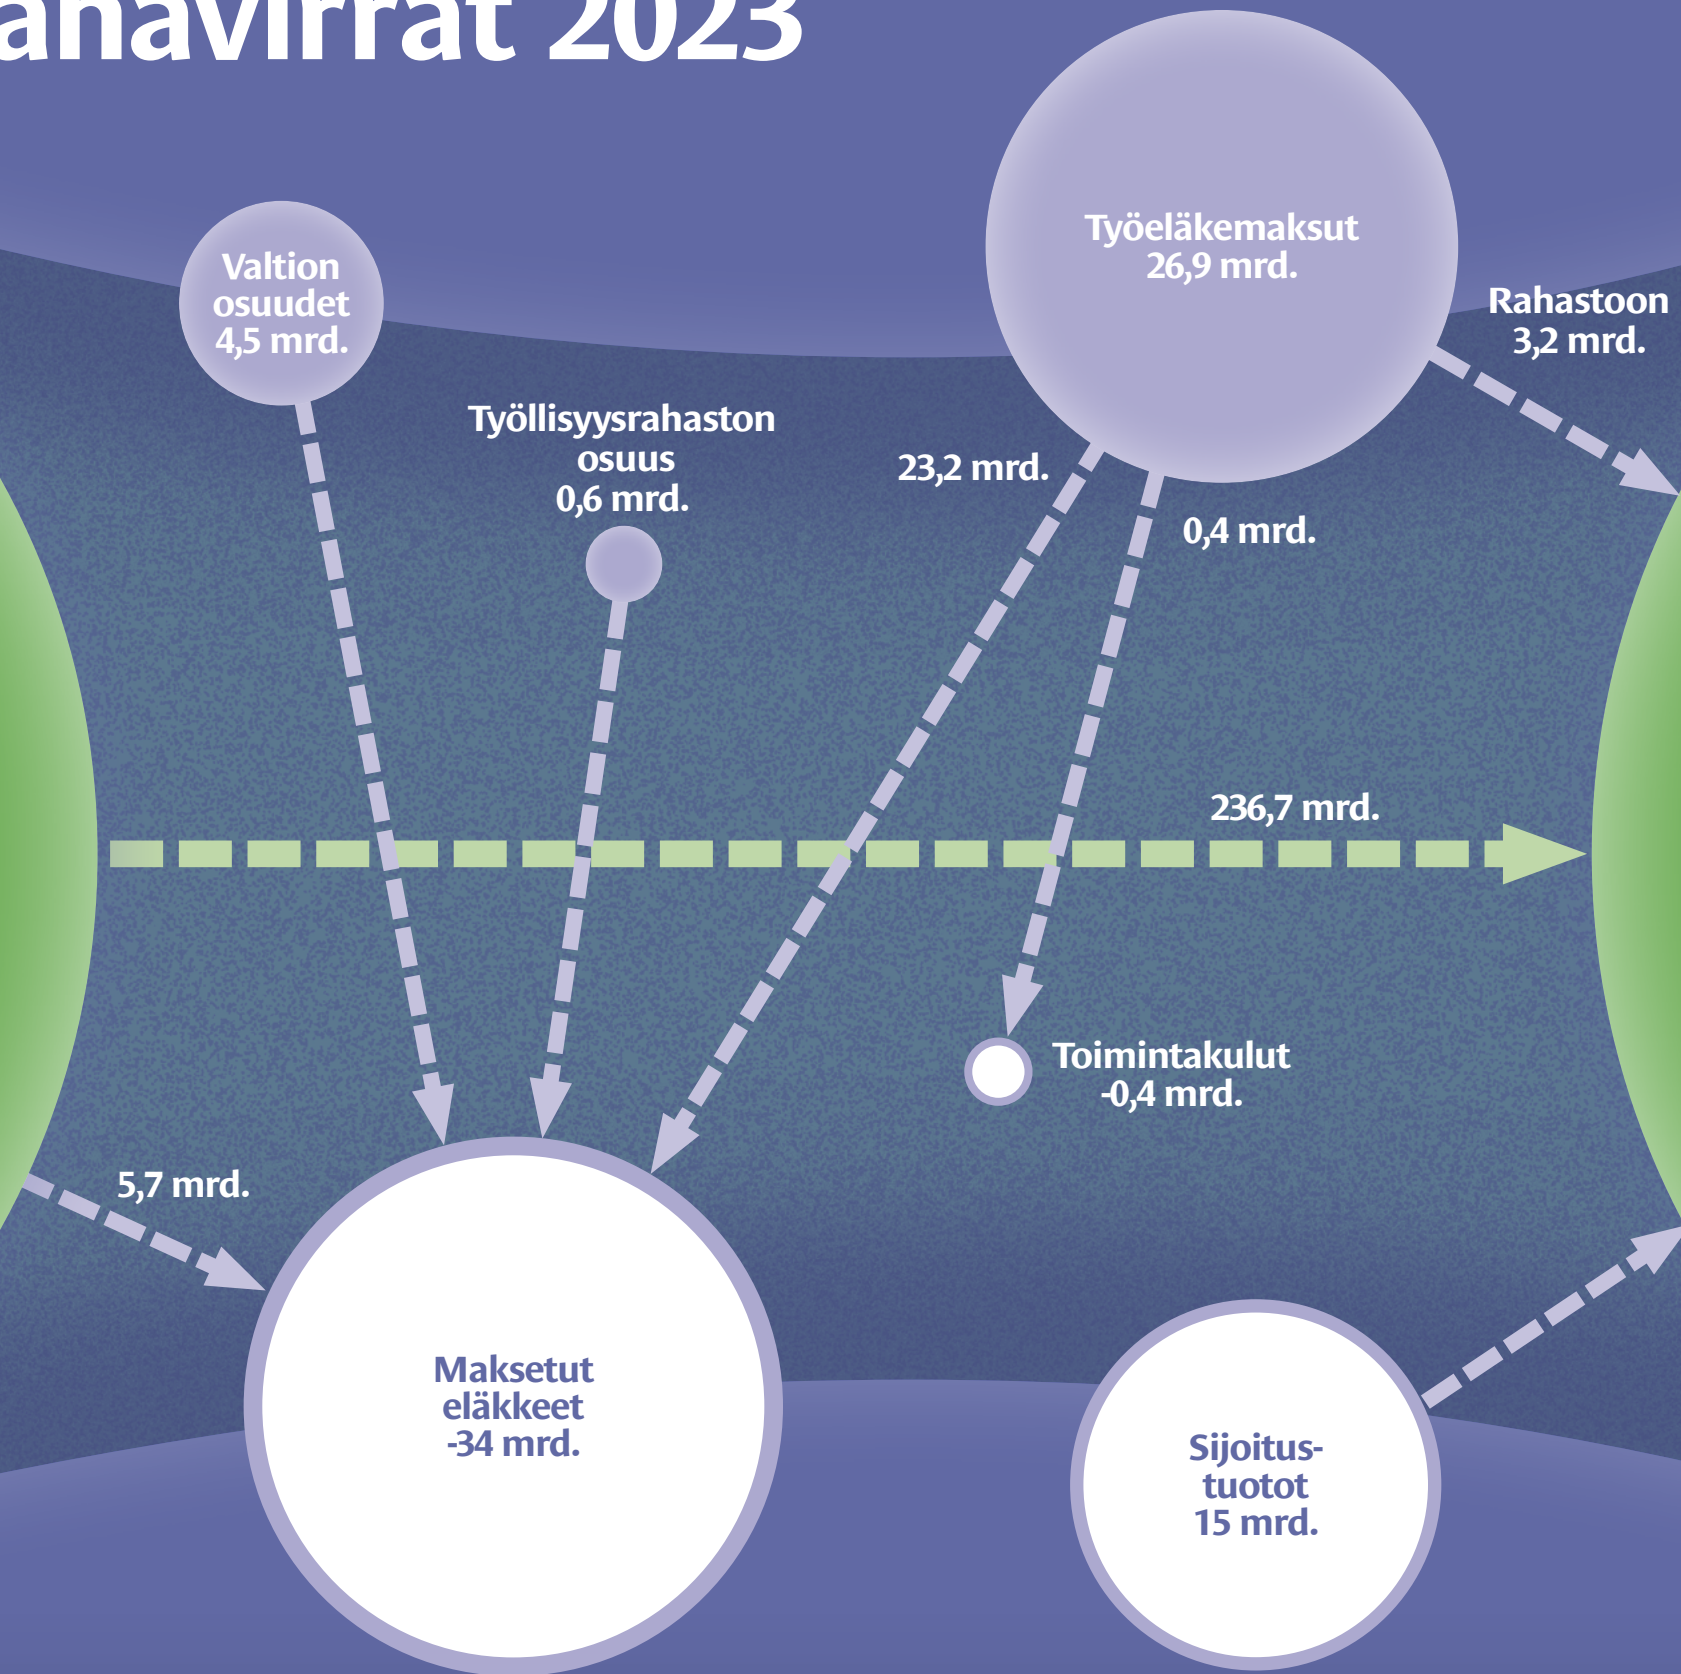 anavirrat 2023
Valtion
osuudet
4,5 mrd.
Työeläkemaksut
26,9 mrd.
Rahastoon
3,2 mrd.
Työllisyysrahaston
osuus
0,6 mrd.
23,2 mrd.
0,4 mrd.
236,7 mrd.
Toimintakulut
-0,4 mrd.
5,7 mrd.
Maksetut
eläkkeet
-34 mrd.
Sijoitus-
tuotot
15 mrd.